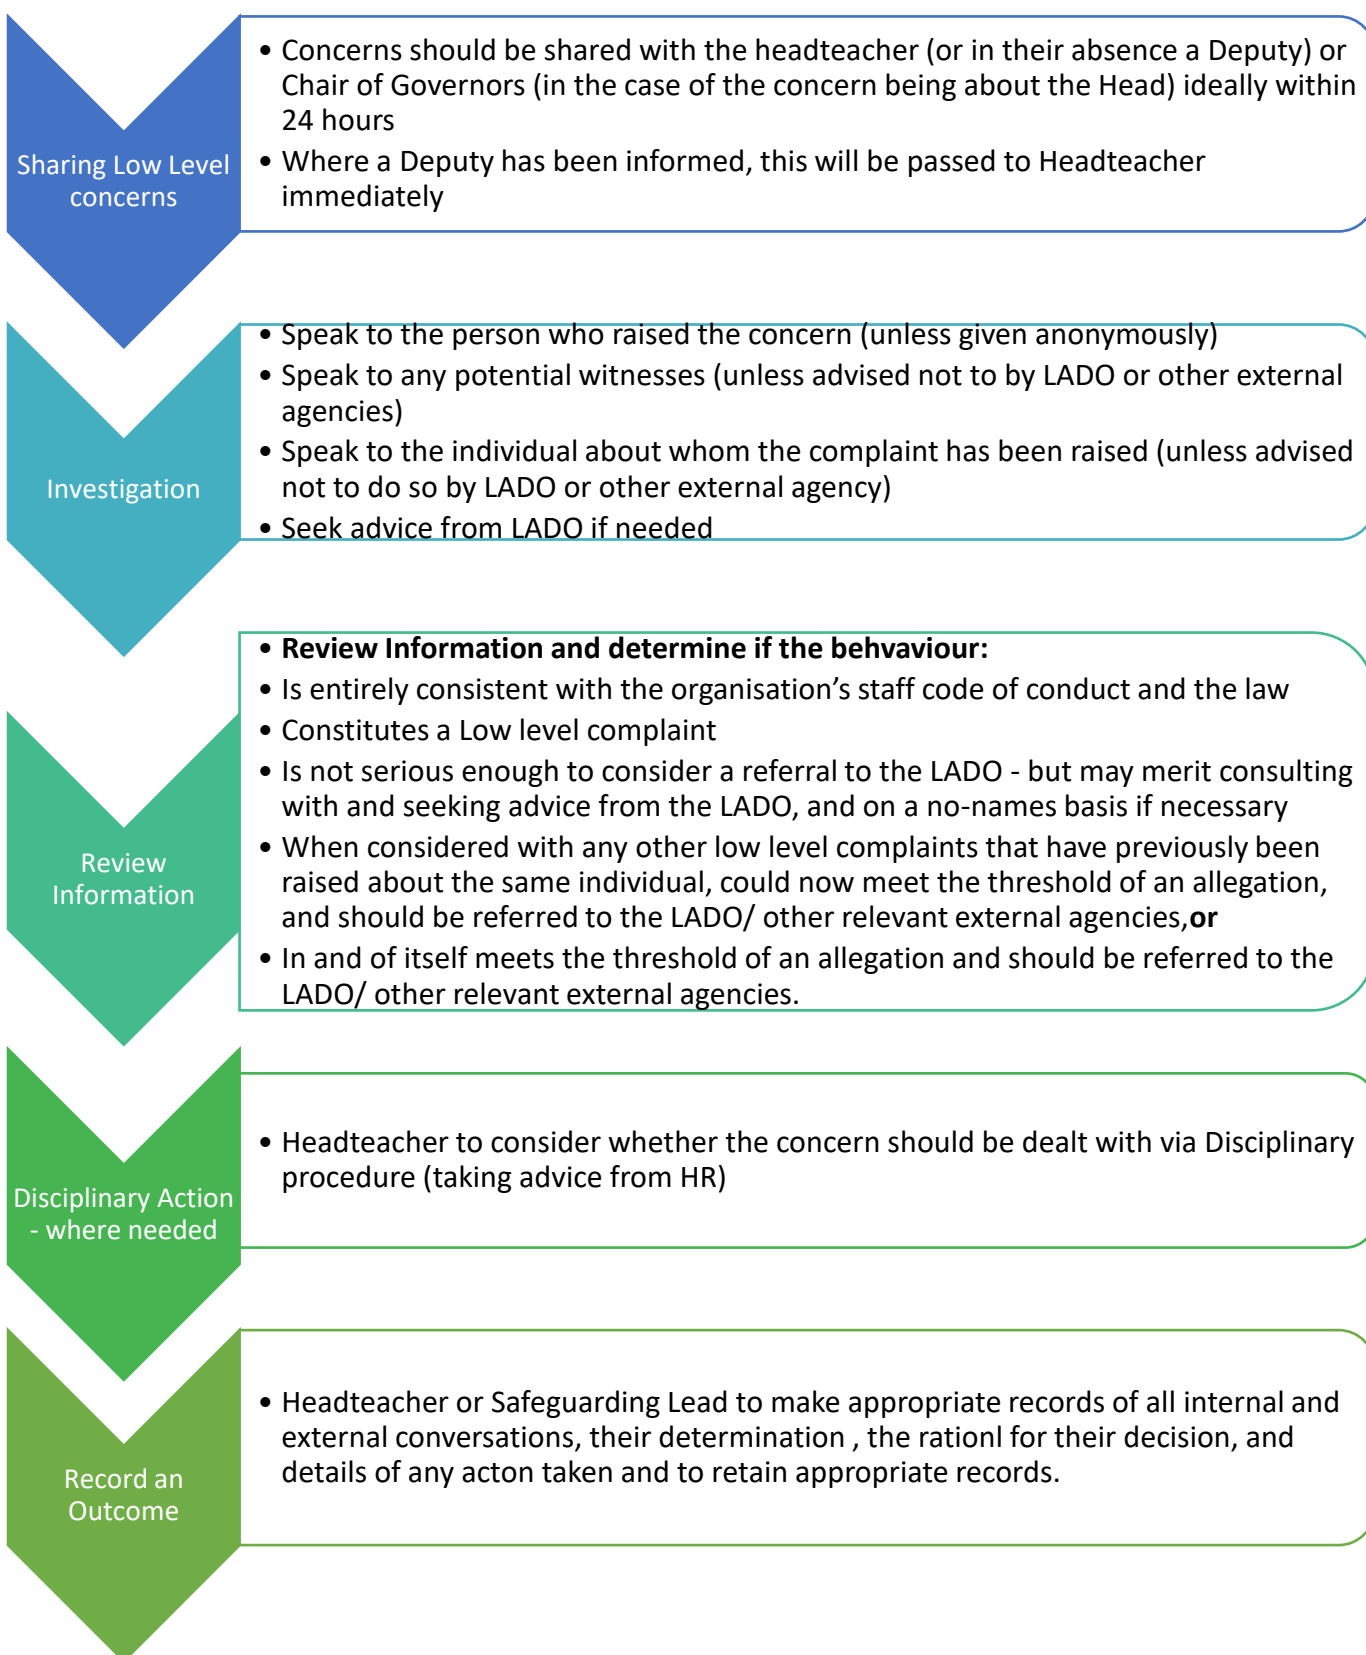 Sharing Low Level
concerns
• Concerns should be shared with the headteacher (or in their absence a Deputy) or
Chair of Governors (in the case of the concern being about the Head) ideally within
24 hours
• Where a Deputy has been informed, this will be passed to Headteacher
immediately
Investigation
• Speak to the person who raised the concern (unless given anonymously)
• Speak to any potential witnesses (unless advised not to by LADO or other external
agencies)
• Speak to the individual about whom the complaint has been raised (unless advised
not to do so by LADO or other external agency)
• Seek advice from LADO if needed
Review
Information
• Review Information and determine if the behvaviour:
• Is entirely consistent with the organisation’s staff code of conduct and the law
• Constitutes a Low level complaint
• Is not serious enough to consider a referral to the LADO - but may merit consulting
with and seeking advice from the LADO, and on a no-names basis if necessary
• When considered with any other low level complaints that have previously been
raised about the same individual, could now meet the threshold of an allegation,
and should be referred to the LADO/ other relevant external agencies,or
• In and of itself meets the threshold of an allegation and should be referred to the
LADO/ other relevant external agencies.
Disciplinary Action
- where needed
• Headteacher to consider whether the concern should be dealt with via Disciplinary
procedure (taking advice from HR)
Record an
Outcome
• Headteacher or Safeguarding Lead to make appropriate records of all internal and
external conversations, their determination , the rationl for their decision, and
details of any acton taken and to retain appropriate records.